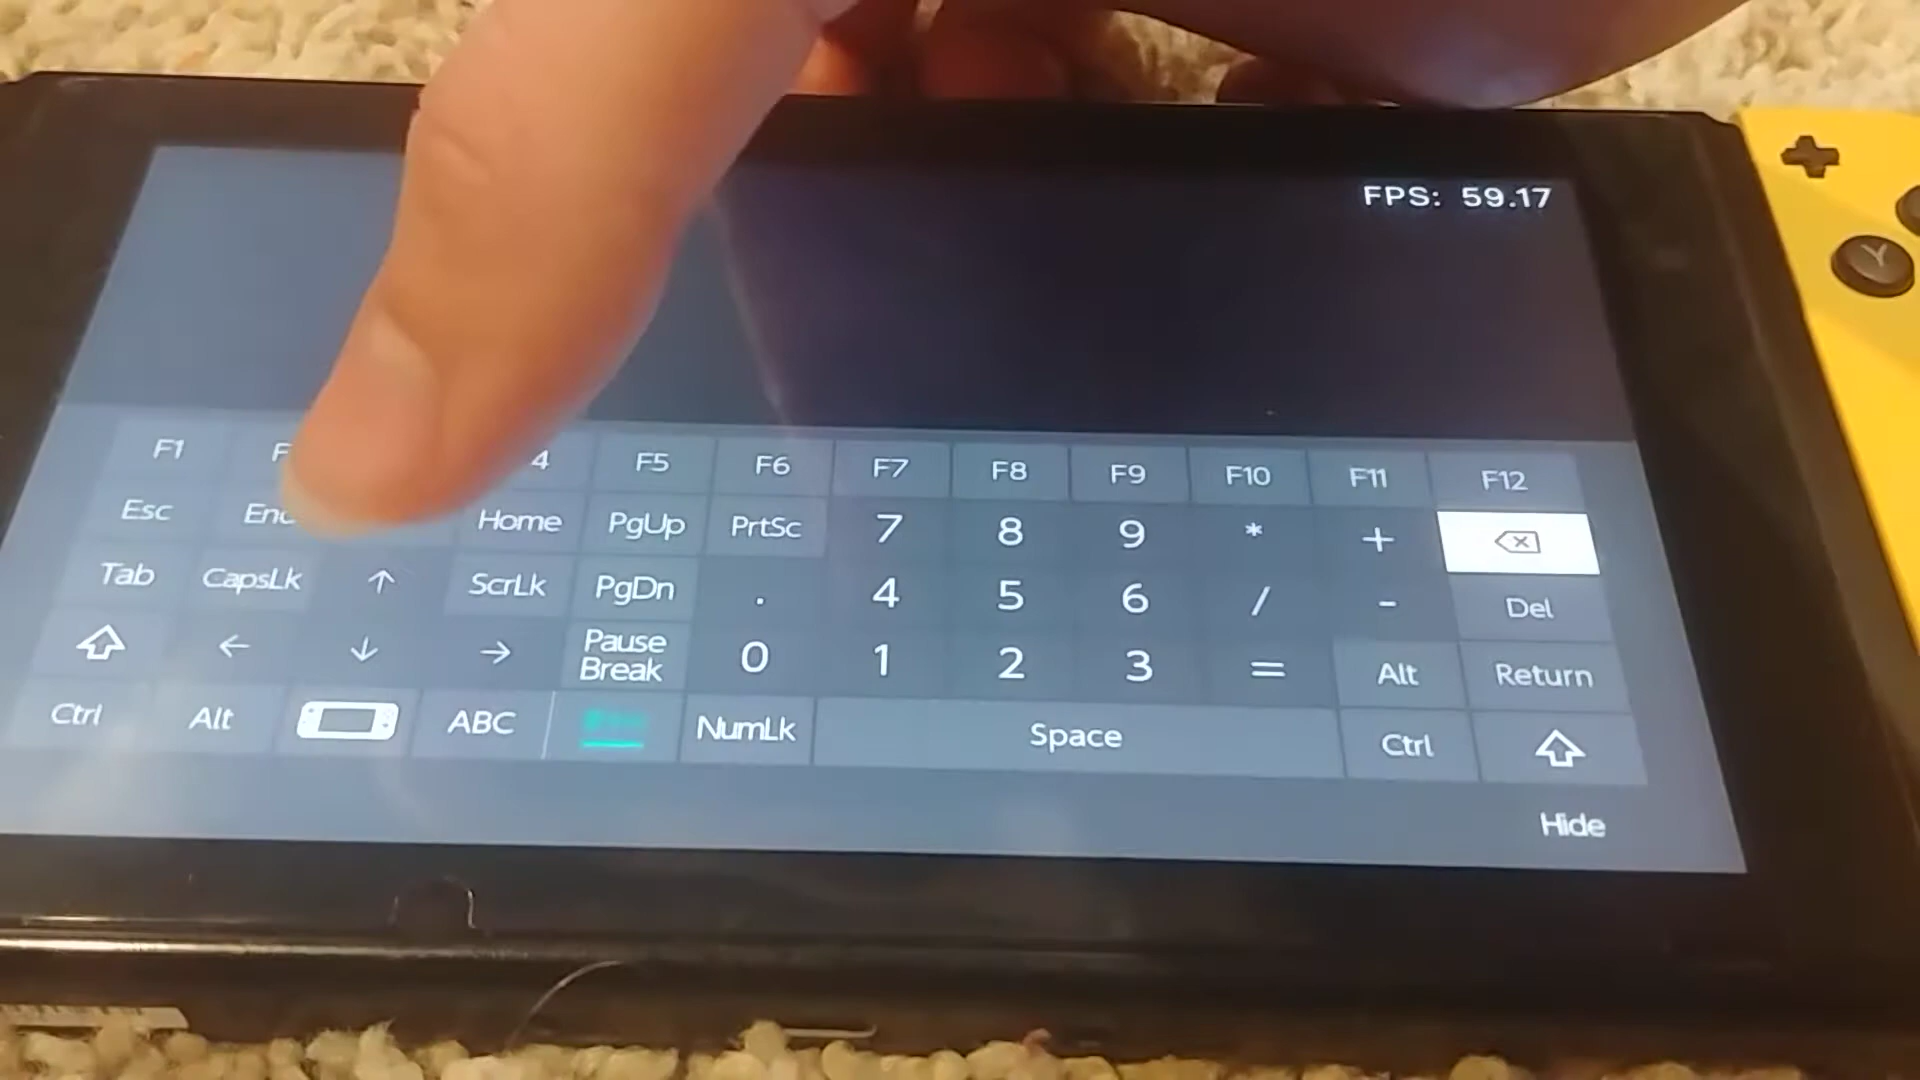 FPS: 59.17
F1 F 4 F5 F6 F7 F8 F9 F10 F11 F12
Esc Enc Home PgUp PrtSc 7 8 9 * +
Tab CapsLk ↑ ScrLk PgDn . 4 5 6 / - Del
← ↓ → Pause Break 0 1 2 3 = Alt Return
Ctrl Alt ABC NumLk Space Ctrl
Hide
Y